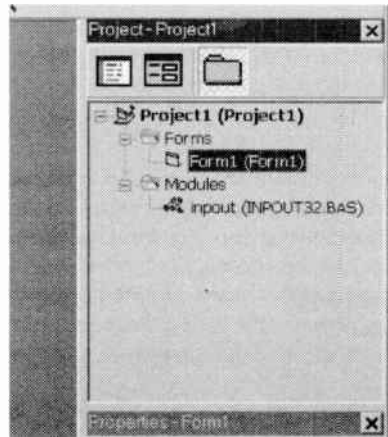 Project - Project1
Project1 (Project1)
Forms
Form1 (Form1)
Modules
inpout (INPOUT32.BAS)
Properties - Form1